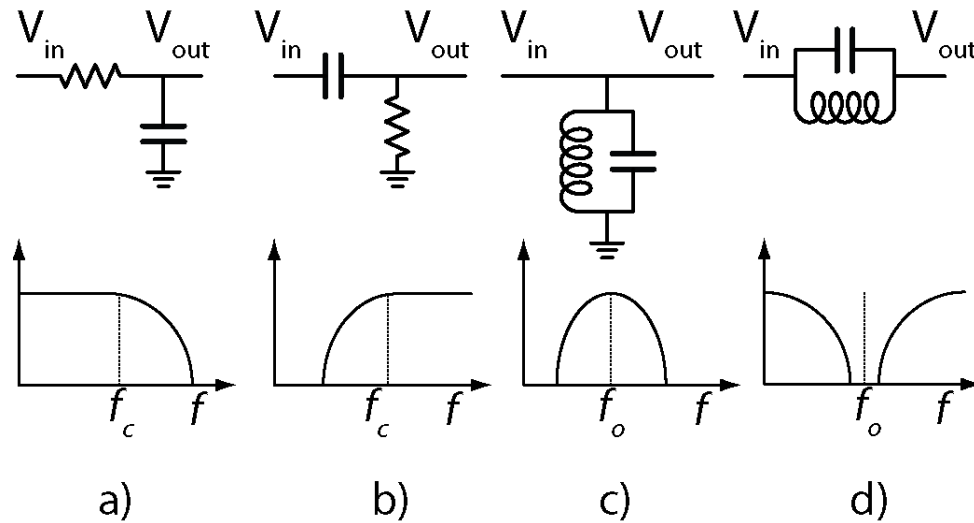 V_in V_out V_in V_out V_in V_out V_in V_out
f_c f f_c f f_o f f_o f
a) b) c) d)